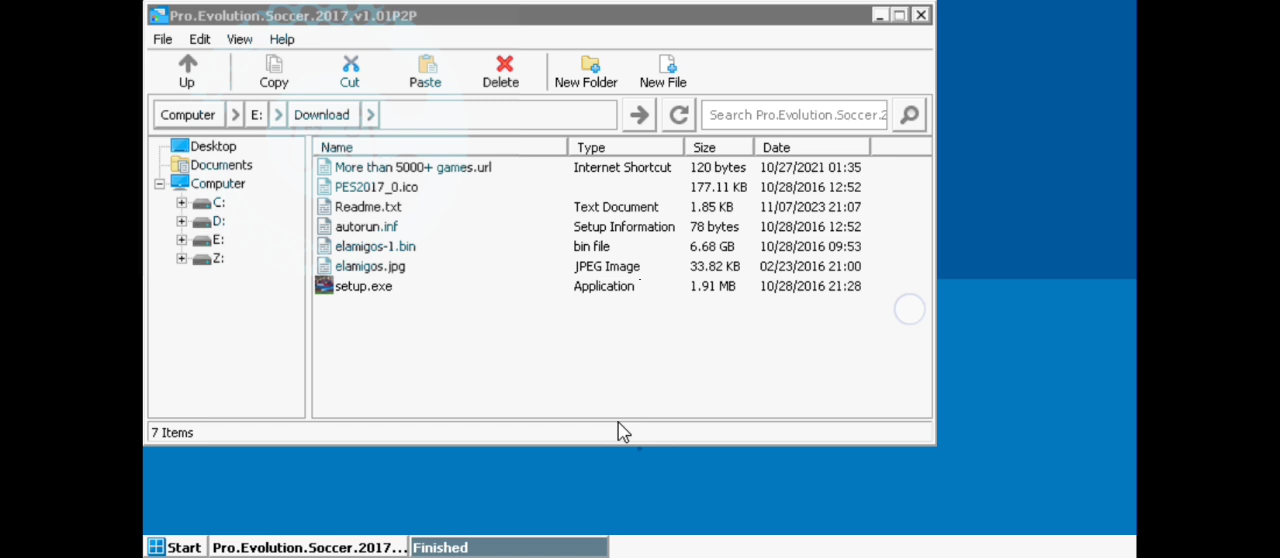 Pro.Evolution.Soccer.2017.v1.01P2P
File Edit View Help
Up Copy Cut Paste Delete New Folder New File
Computer E: Download Search Pro.Evolution.Soccer.2
Desktop
Documents
Computer
C:
D:
E:
Z:
Name Type Size Date
More than 5000+ games.url Internet Shortcut 120 bytes 10/27/2021 01:35
PES2017_0.ico 177.11 KB 10/28/2016 12:52
Readme.txt Text Document 1.85 KB 11/07/2023 21:07
autorun.inf Setup Information 78 bytes 10/28/2016 12:52
elamigos-1.bin bin file 6.68 GB 10/28/2016 09:53
elamigos.jpg JPEG Image 33.82 KB 02/23/2016 21:00
setup.exe Application 1.91 MB 10/28/2016 21:28
7 Items
Start Pro.Evolution.Soccer.2017... Finished